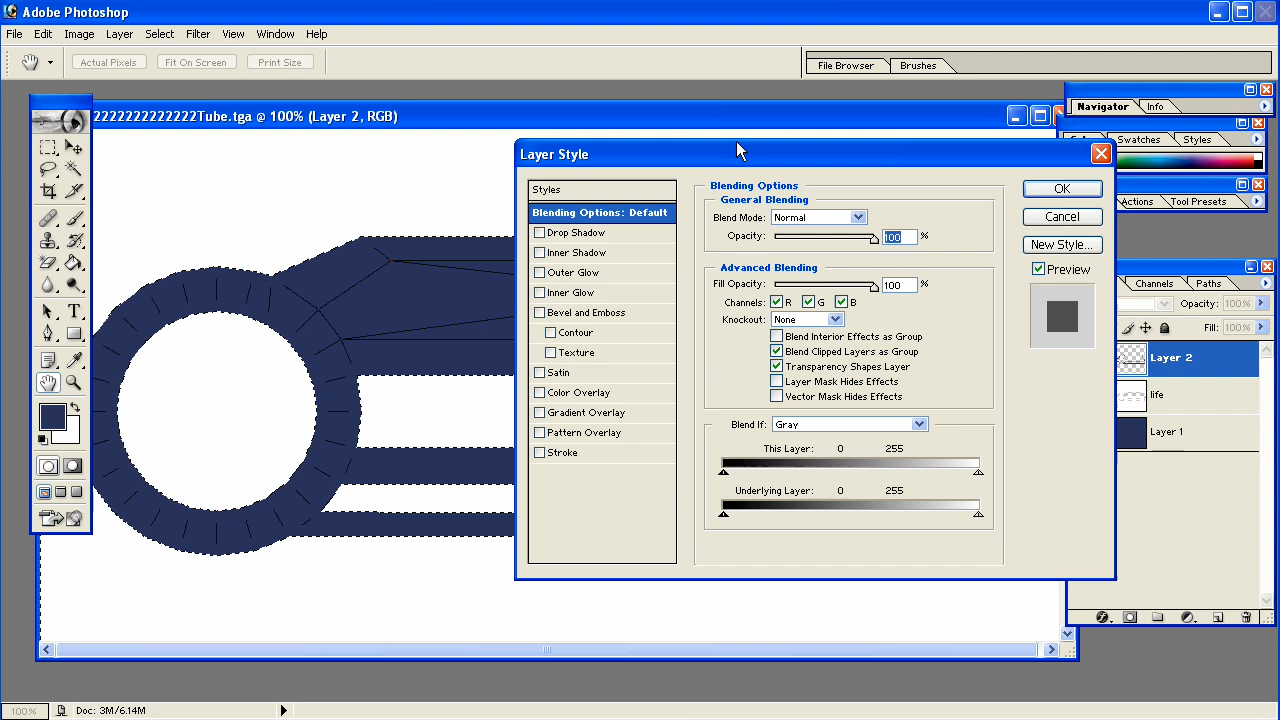 Adobe Photoshop
File Edit Image Layer Select Filter View Window Help
Actual Pixels Fit On Screen Print Size File Browser Brushes
22222222222222Tube.tga @ 100% (Layer 2, RGB)
Navigator Info
Swatches Styles
Actions Tool Presets
Channels Paths
Opacity: 100%
Fill: 100%
Layer 2
life
Layer 1
Layer Style
Styles
Blending Options: Default
Drop Shadow
Inner Shadow
Outer Glow
Inner Glow
Bevel and Emboss
Contour
Texture
Satin
Color Overlay
Gradient Overlay
Pattern Overlay
Stroke
Blending Options
General Blending
Blend Mode: Normal
Opacity: 100 %
Advanced Blending
Fill Opacity: 100 %
Channels: R G B
Knockout: None
Blend Interior Effects as Group
Blend Clipped Layers as Group
Transparency Shapes Layer
Layer Mask Hides Effects
Vector Mask Hides Effects
Blend If: Gray
This Layer: 0 255
Underlying Layer: 0 255
OK
Cancel
New Style...
Preview
100% Doc: 3M/6.14M